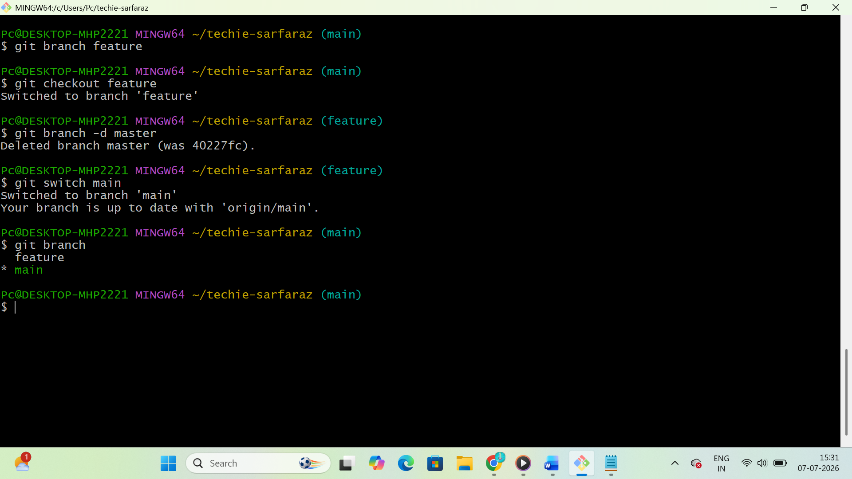 MINGW64:/c/Users/Pc/techie-sarfaraz
Pc@DESKTOP-MHP2221 MINGW64 ~/techie-sarfaraz (main)
$ git branch feature
Pc@DESKTOP-MHP2221 MINGW64 ~/techie-sarfaraz (main)
$ git checkout feature
Switched to branch 'feature'
Pc@DESKTOP-MHP2221 MINGW64 ~/techie-sarfaraz (feature)
$ git branch -d master
Deleted branch master (was 40227fc).
Pc@DESKTOP-MHP2221 MINGW64 ~/techie-sarfaraz (feature)
$ git switch main
Switched to branch 'main'
Your branch is up to date with 'origin/main'.
Pc@DESKTOP-MHP2221 MINGW64 ~/techie-sarfaraz (main)
$ git branch
  feature
* main
Pc@DESKTOP-MHP2221 MINGW64 ~/techie-sarfaraz (main)
$
1
Search
ENG
IN
15:31
07-07-2026